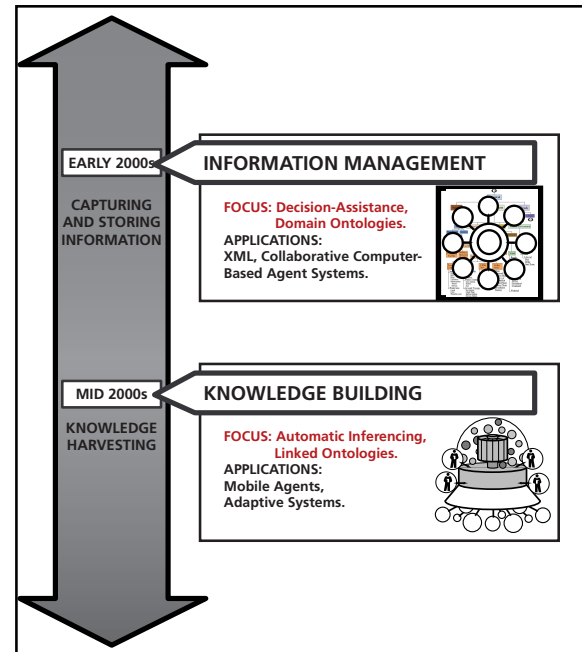 EARLY 2000s
INFORMATION MANAGEMENT
CAPTURING
AND STORING
INFORMATION
FOCUS: Decision-Assistance,
Domain Ontologies.
APPLICATIONS:
XML, Collaborative Computer-
Based Agent Systems.
MID 2000s
KNOWLEDGE BUILDING
KNOWLEDGE
HARVESTING
FOCUS: Automatic Inferencing,
Linked Ontologies.
APPLICATIONS:
Mobile Agents,
Adaptive Systems.